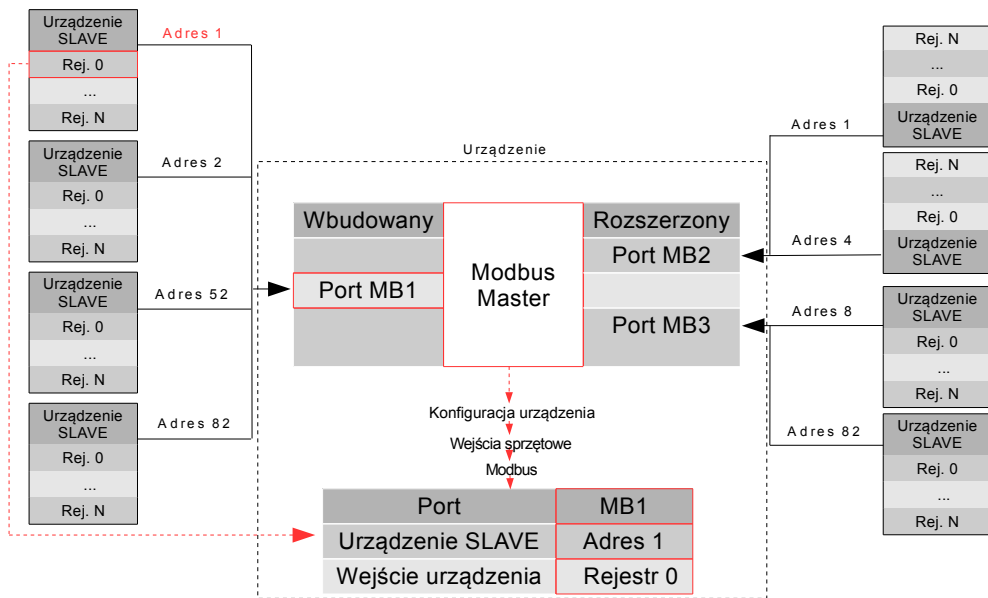 Urządzenie
SLAVE
Rej. 0
...
Rej. N
Adres 1
Urządzenie
SLAVE
Rej. 0
...
Rej. N
Adres 2
Urządzenie
SLAVE
Rej. 0
...
Rej. N
Adres 52
Urządzenie
SLAVE
Rej. 0
...
Rej. N
Adres 82
Urządzenie
Wbudowany
Port MB1
Modbus
Master
Rozszerzony
Port MB2
Port MB3
Konfiguracja urządzenia
Wejścia sprzętowe
Modbus
Port MB1
Urządzenie SLAVE Adres 1
Wejście urządzenia Rejestr 0
Rej. N
...
Rej. 0
Urządzenie
SLAVE
Adres 1
Rej. N
...
Rej. 0
Urządzenie
SLAVE
Adres 4
Urządzenie
SLAVE
Rej. 0
...
Rej. N
Adres 8
Urządzenie
SLAVE
Rej. 0
...
Rej. N
Adres 82